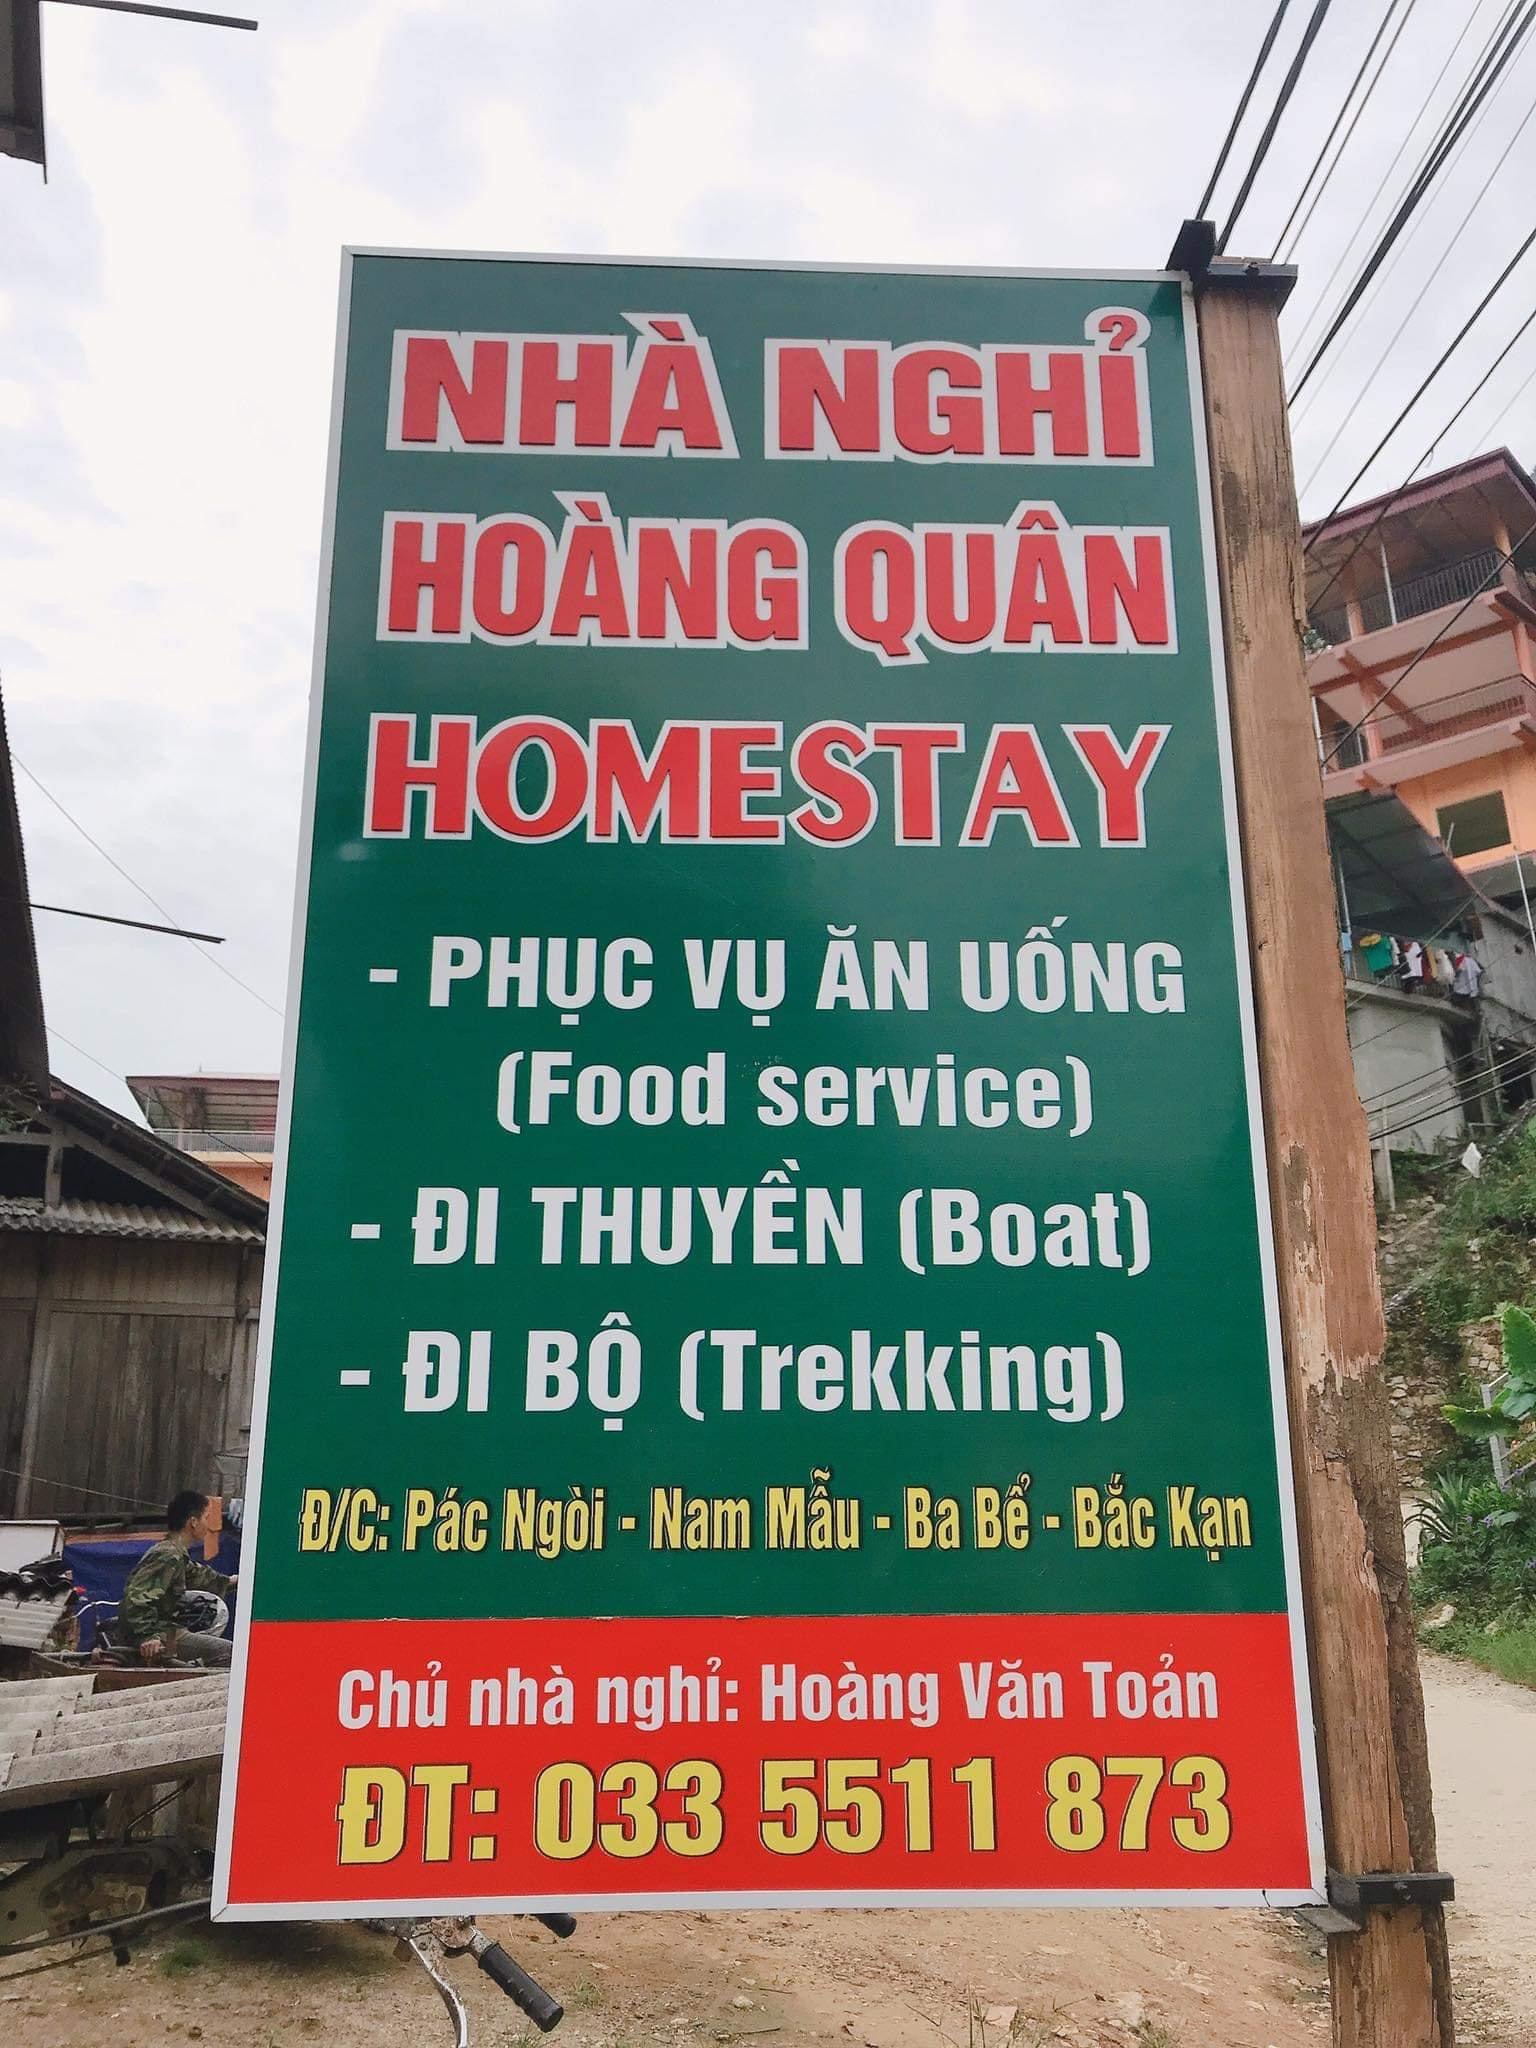 NHÀ NGHỈ
HOÀNG QUÂN
HOMESTAY
- PHỤC VỤ ĂN UỐNG
(Food service)
- ĐI THUYỀN (Boat)
- ĐI BỘ (Trekking)
Đ/C: Pác Ngòi - Nam Mẫu - Ba Bể - Bắc Kạn
Chủ nhà nghỉ: Hoàng Văn Toản
ĐT: 033 5511 873